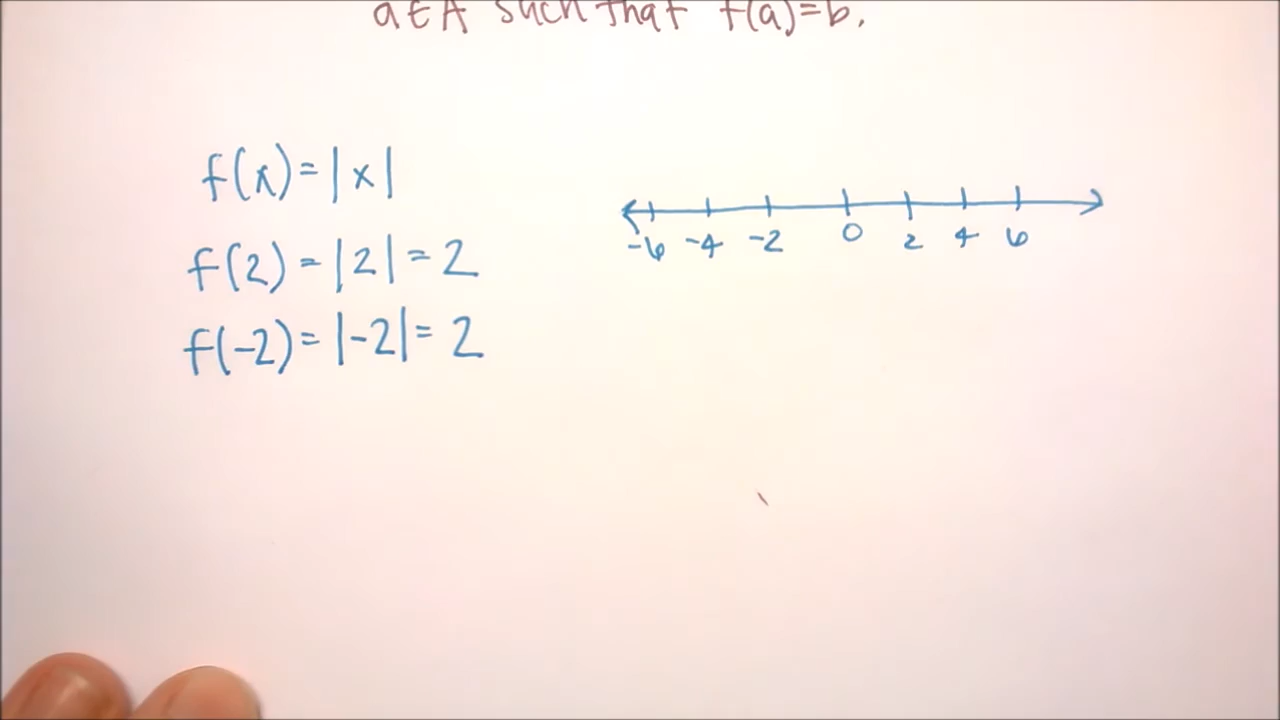 a∈A such that f(a)=b.
f(x)=|x|
f(2)=|2|=2
f(-2)=|-2|=2
-6 -4 -2 0 2 4 6